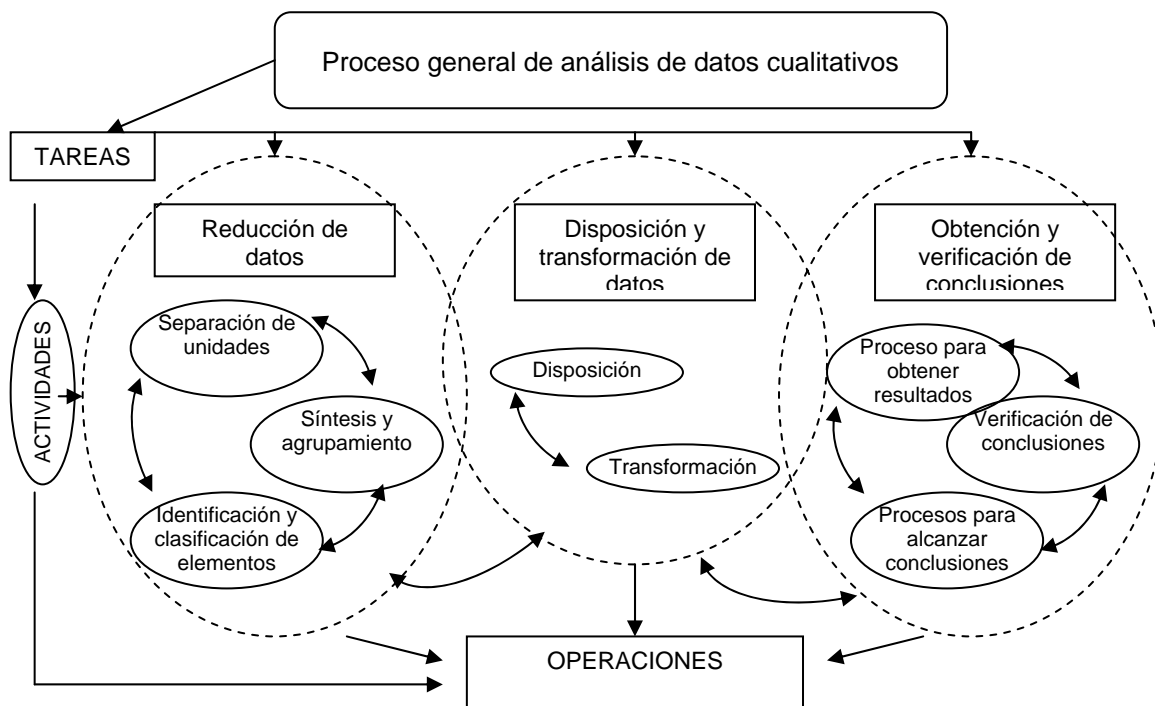 Proceso general de análisis de datos cualitativos
TAREAS
Reducción de
datos
Disposición y
transformación de
datos
Obtención y
verificación de
conclusiones
ACTIVIDADES
Separación de
unidades
Síntesis y
agrupamiento
Identificación y
clasificación de
elementos
Disposición
Transformación
Proceso para
obtener
resultados
Verificación de
conclusiones
Procesos para
alcanzar
conclusiones
OPERACIONES